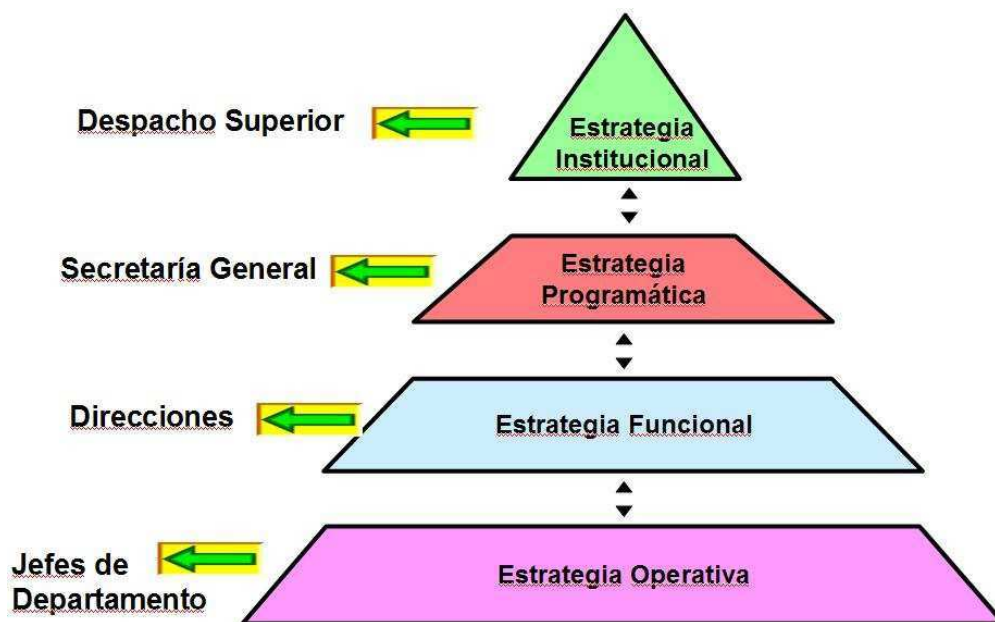 Despacho Superior
Estrategia
Institucional
Secretaría General
Estrategia
Programática
Direcciones
Estrategia Funcional
Jefes de
Departamento
Estrategia Operativa